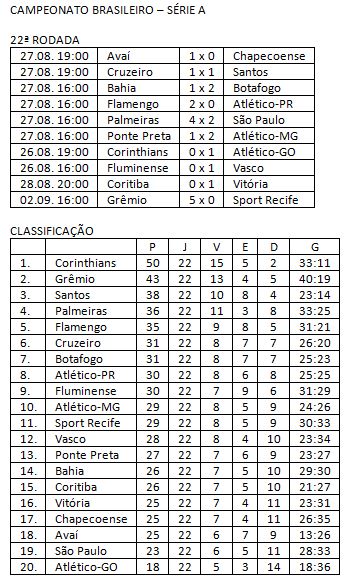 CAMPEONATO BRASILEIRO – SÉRIE A
22ª RODADA
27.08. 19:00 Avaí 1 x 0 Chapecoense
27.08. 19:00 Cruzeiro 1 x 1 Santos
27.08. 16:00 Bahia 1 x 2 Botafogo
27.08. 16:00 Flamengo 2 x 0 Atlético-PR
27.08. 16:00 Palmeiras 4 x 2 São Paulo
27.08. 16:00 Ponte Preta 1 x 2 Atlético-MG
26.08. 19:00 Corinthians 0 x 1 Atlético-GO
26.08. 16:00 Fluminense 0 x 1 Vasco
28.08. 20:00 Coritiba 0 x 1 Vitória
02.09. 16:00 Grêmio 5 x 0 Sport Recife
CLASSIFICAÇÃO
P J V E D G
1. Corinthians 50 22 15 5 2 33:11
2. Grêmio 43 22 13 4 5 40:19
3. Santos 38 22 10 8 4 23:14
4. Palmeiras 36 22 11 3 8 33:25
5. Flamengo 35 22 9 8 5 31:21
6. Cruzeiro 31 22 8 7 7 26:20
7. Botafogo 31 22 8 7 7 25:23
8. Atlético-PR 30 22 8 6 8 25:25
9. Fluminense 30 22 7 9 6 31:29
10. Atlético-MG 29 22 8 5 9 24:26
11. Sport Recife 29 22 8 5 9 30:33
12. Vasco 28 22 8 4 10 23:34
13. Ponte Preta 27 22 7 6 9 23:27
14. Bahia 26 22 7 5 10 29:30
15. Coritiba 26 22 7 5 10 21:27
16. Vitória 25 22 7 4 11 23:31
17. Chapecoense 25 22 7 4 11 26:35
18. Avaí 25 22 6 7 9 13:26
19. São Paulo 23 22 6 5 11 28:33
20. Atlético-GO 18 22 5 3 14 18:36